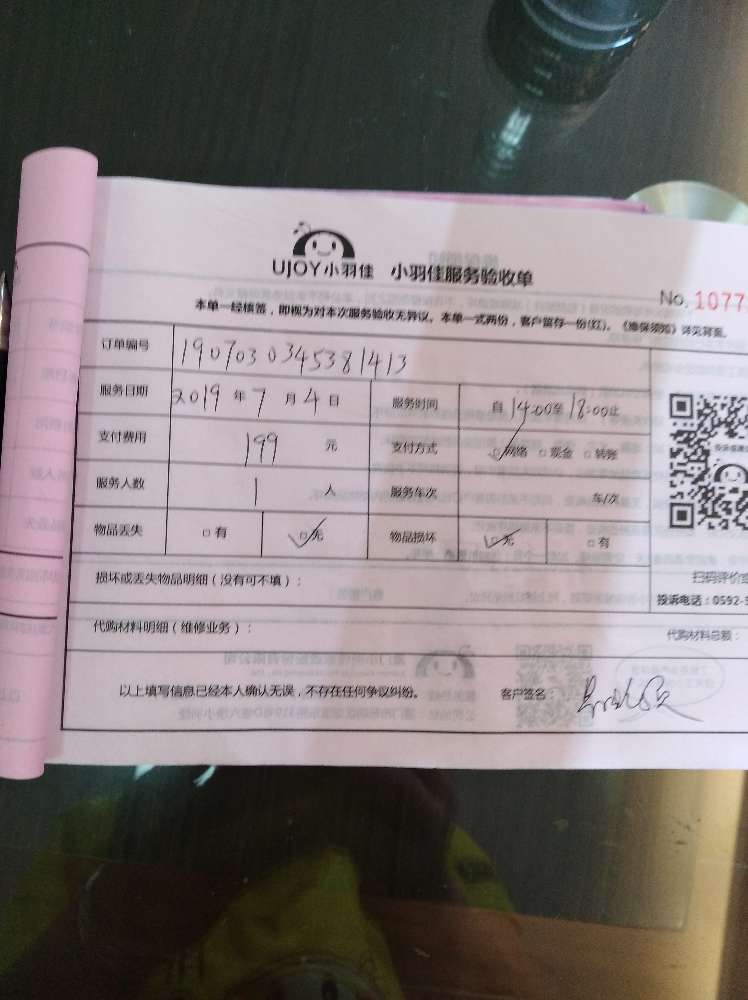 UJOY小羽佳 小羽佳服务验收单
No. 1077
本单一经核签，即视为对本次服务验收无异议。本单一式两份，客户留存一份(红)。《维保须知》详见背面。
订单编号 190703034538 1413
服务日期 2019 年 7 月 4 日 服务时间 自 14:00 至 18:00 止
支付费用 199 元 支付方式 □网络 □现金 □转账
服务人数 1 人 服务车次 车/次
物品丢失 □有 □无 物品损坏 □无 □有
损坏或丢失物品明细（没有可不填）：
扫码评价
投诉电话：0592-
代购材料明细（维修业务）：
代购材料总额：
以上填写信息已经本人确认无误，不存在任何争议纠纷。 客户签名：